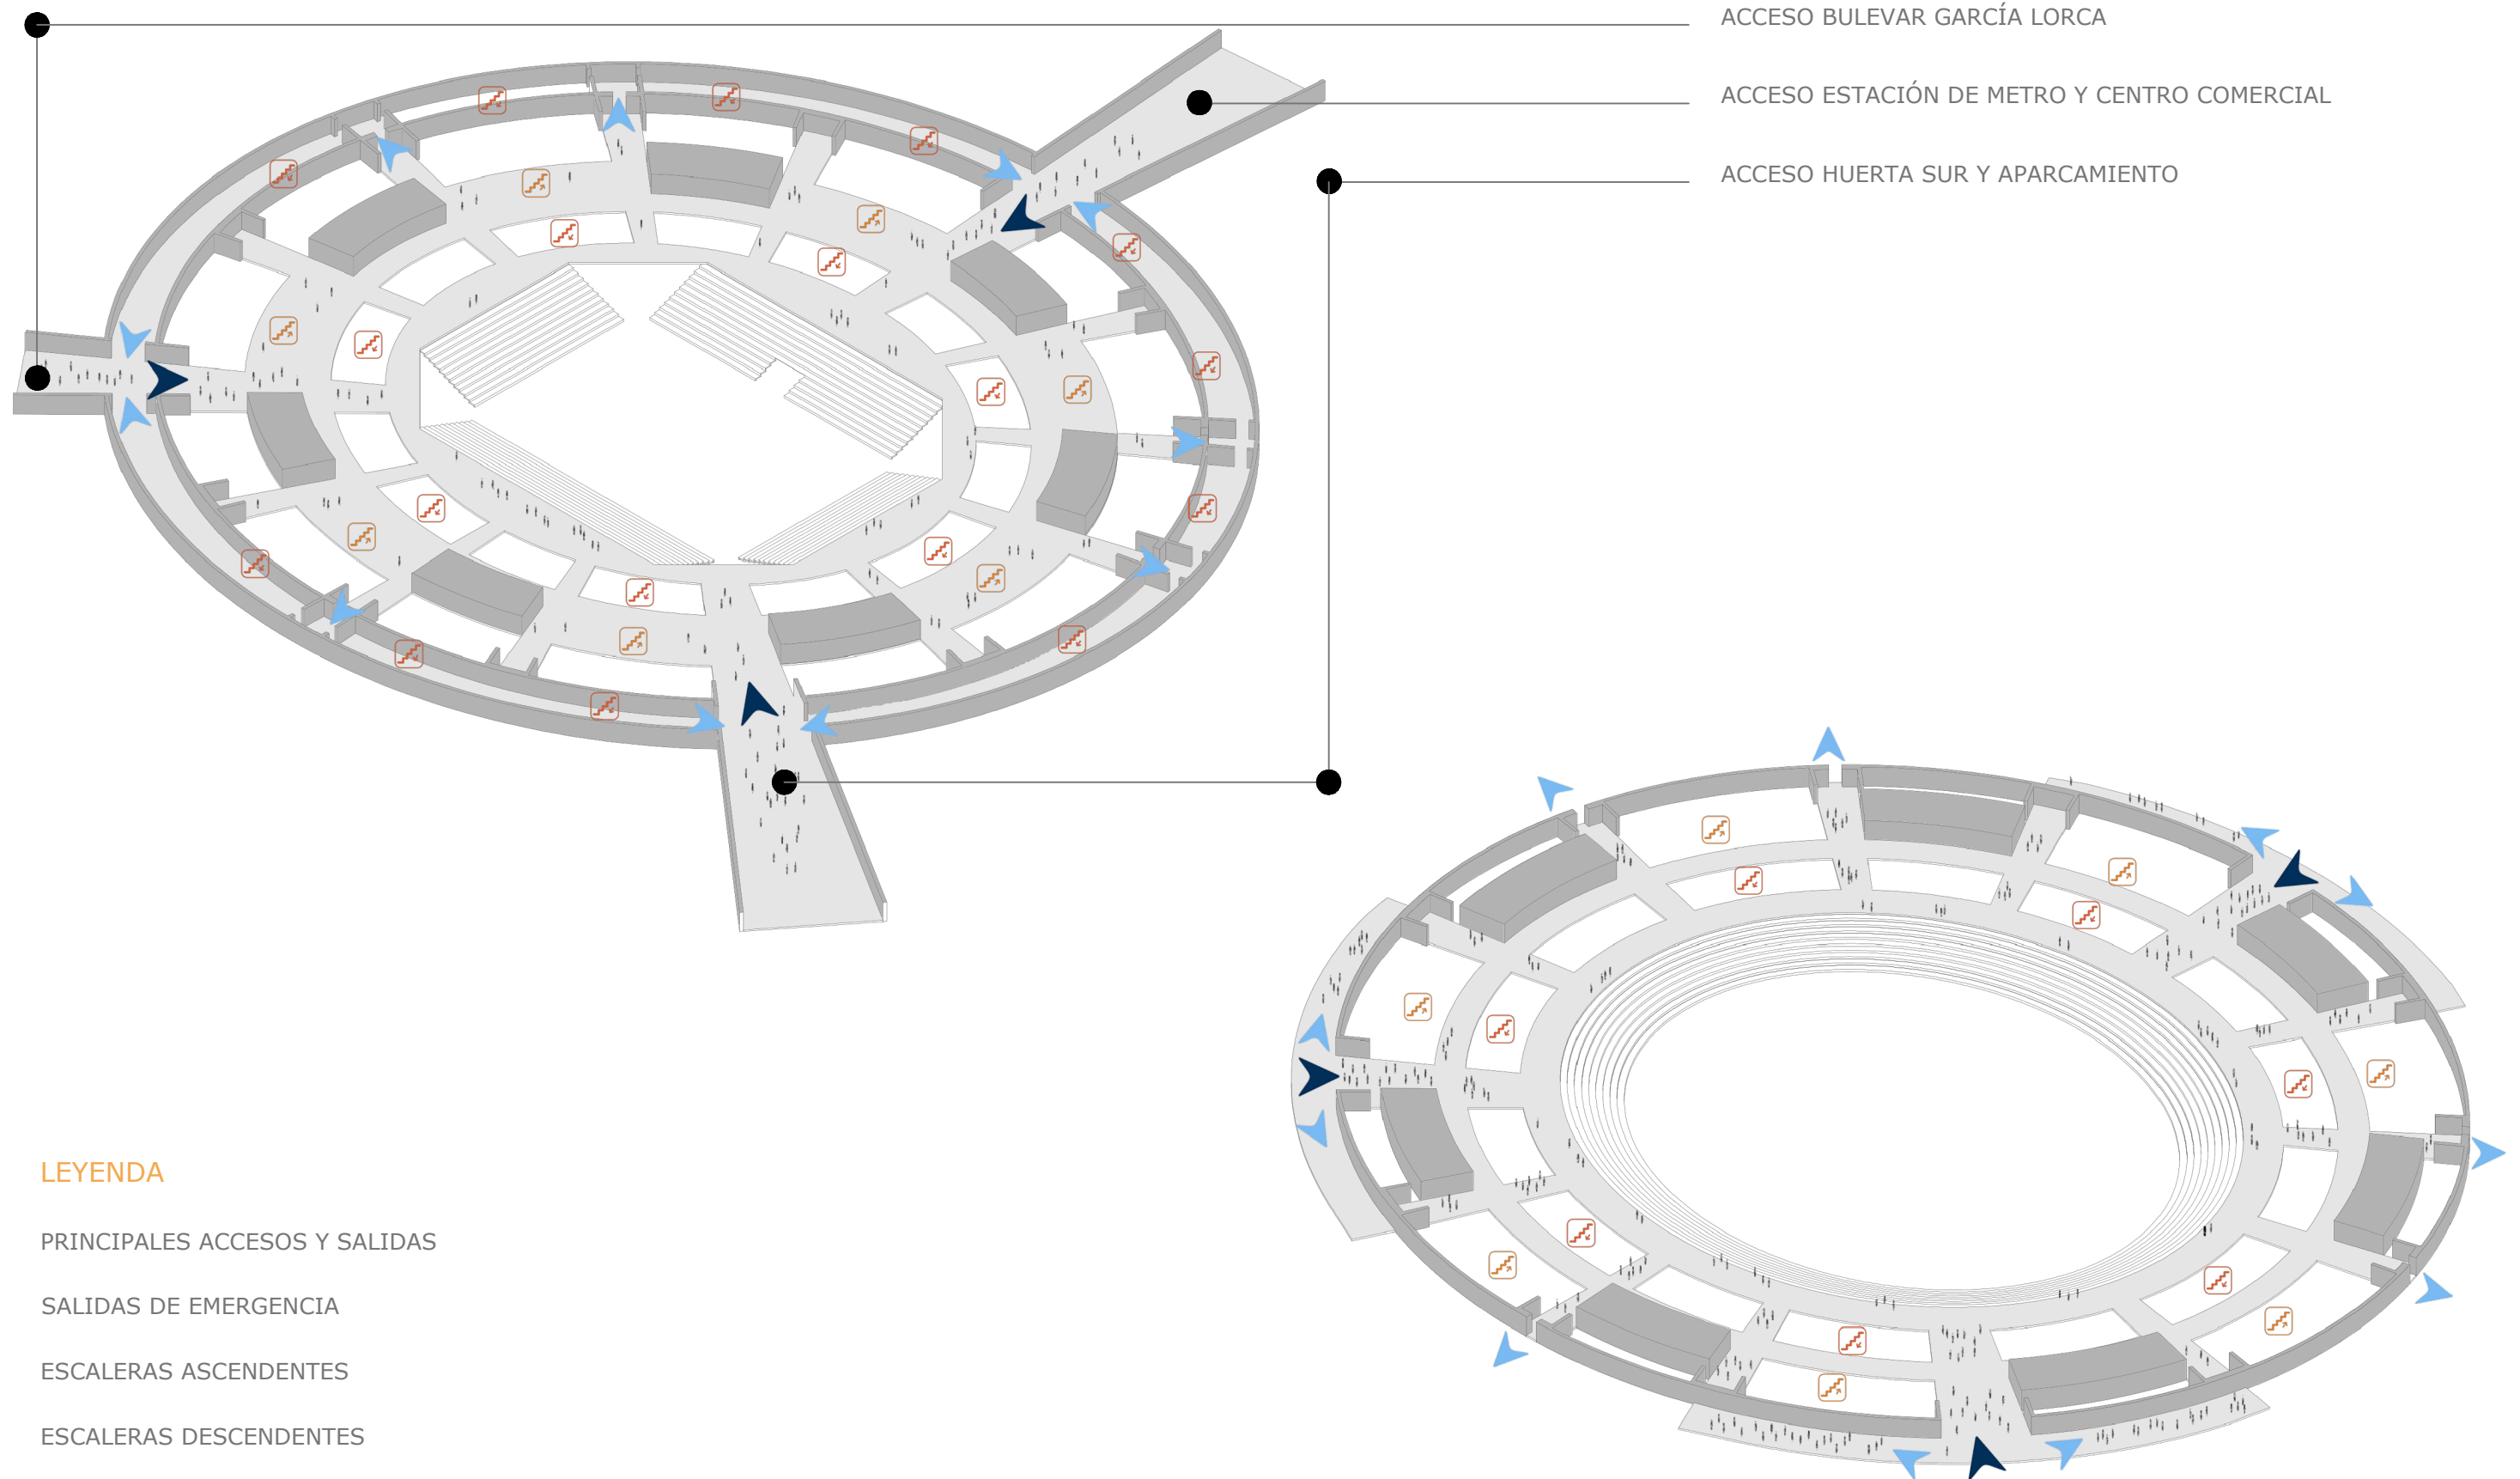 ACCESO BULEVAR GARCÍA LORCA
ACCESO ESTACIÓN DE METRO Y CENTRO COMERCIAL
ACCESO HUERTA SUR Y APARCAMIENTO
LEYENDA
PRINCIPALES ACCESOS Y SALIDAS
SALIDAS DE EMERGENCIA
ESCALERAS ASCENDENTES
ESCALERAS DESCENDENTES